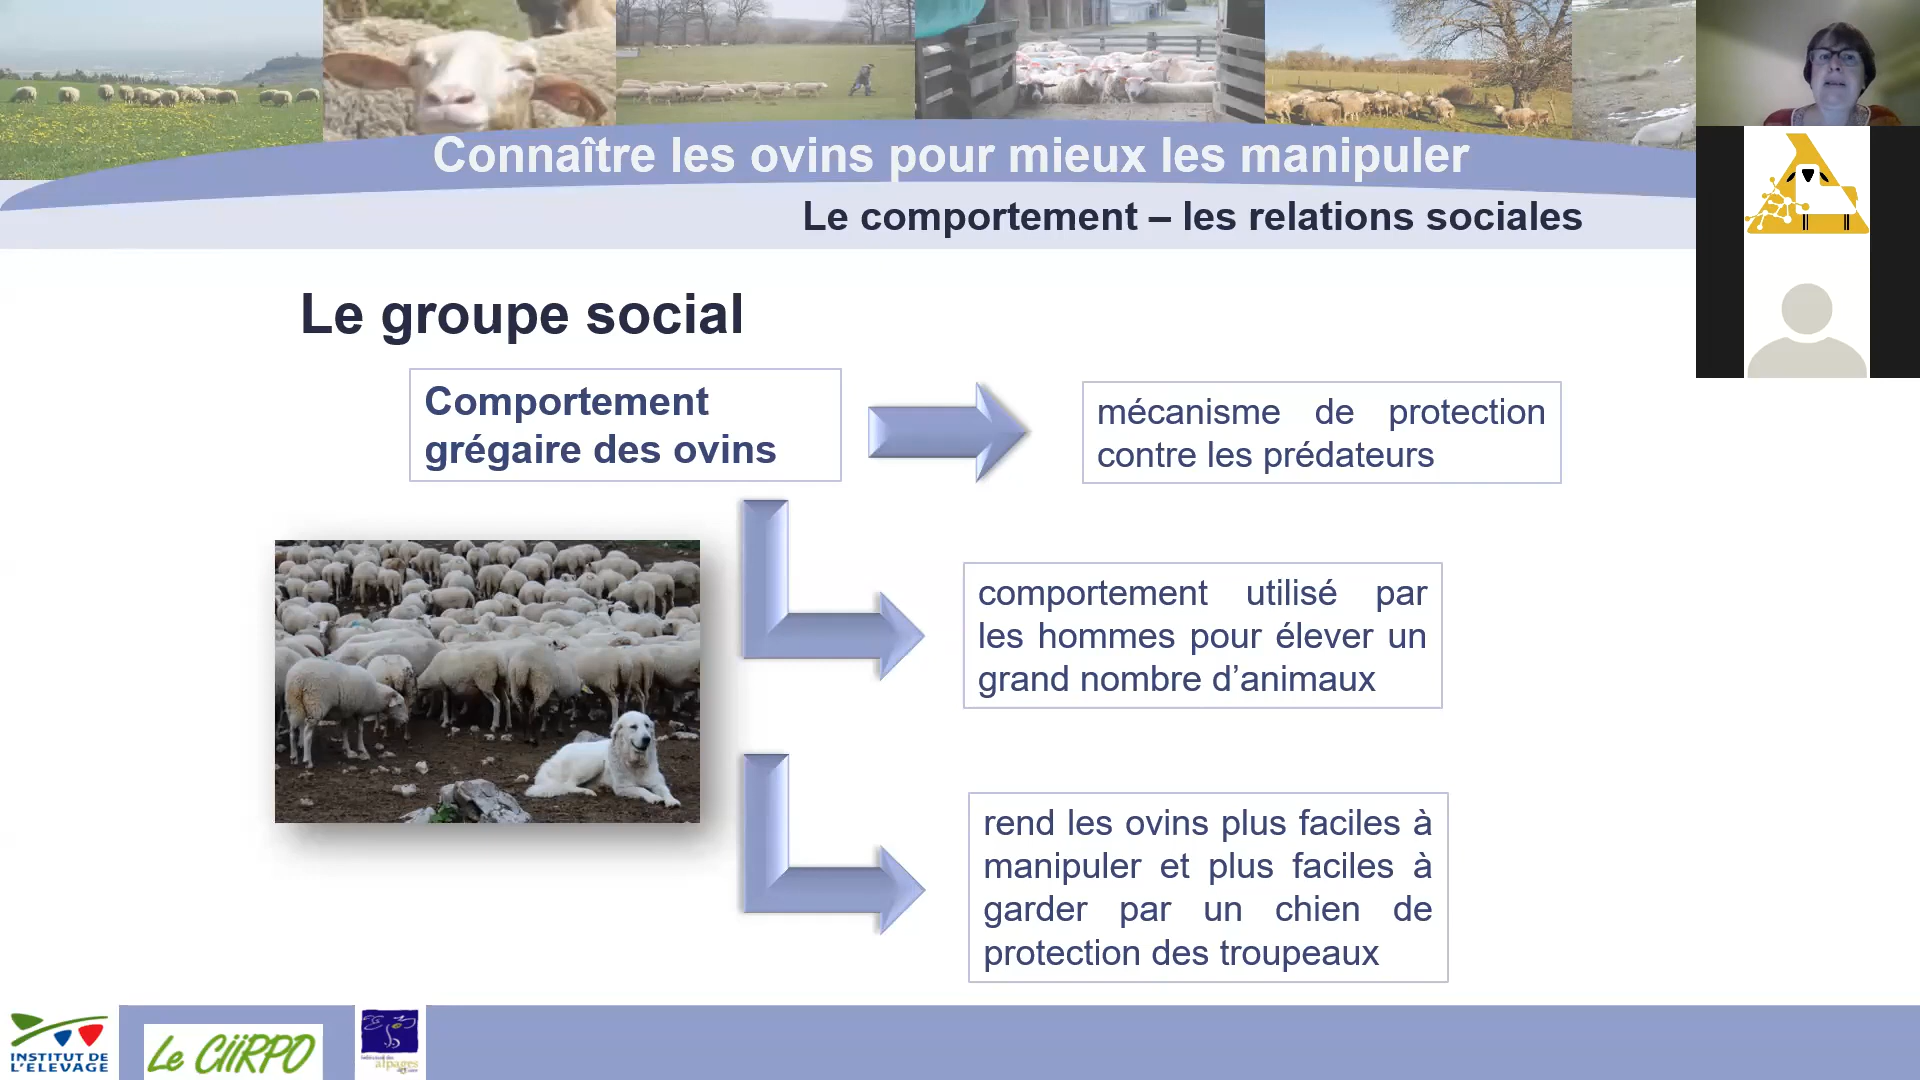 Connaître les ovins pour mieux les manipuler
Le comportement – les relations sociales
Le groupe social
Comportement
grégaire des ovins
mécanisme de protection
contre les prédateurs
comportement utilisé par
les hommes pour élever un
grand nombre d’animaux
rend les ovins plus faciles à
manipuler et plus faciles à
garder par un chien de
protection des troupeaux
INSTITUT DE
L'ELEVAGE
Le CIIRPO
alpages